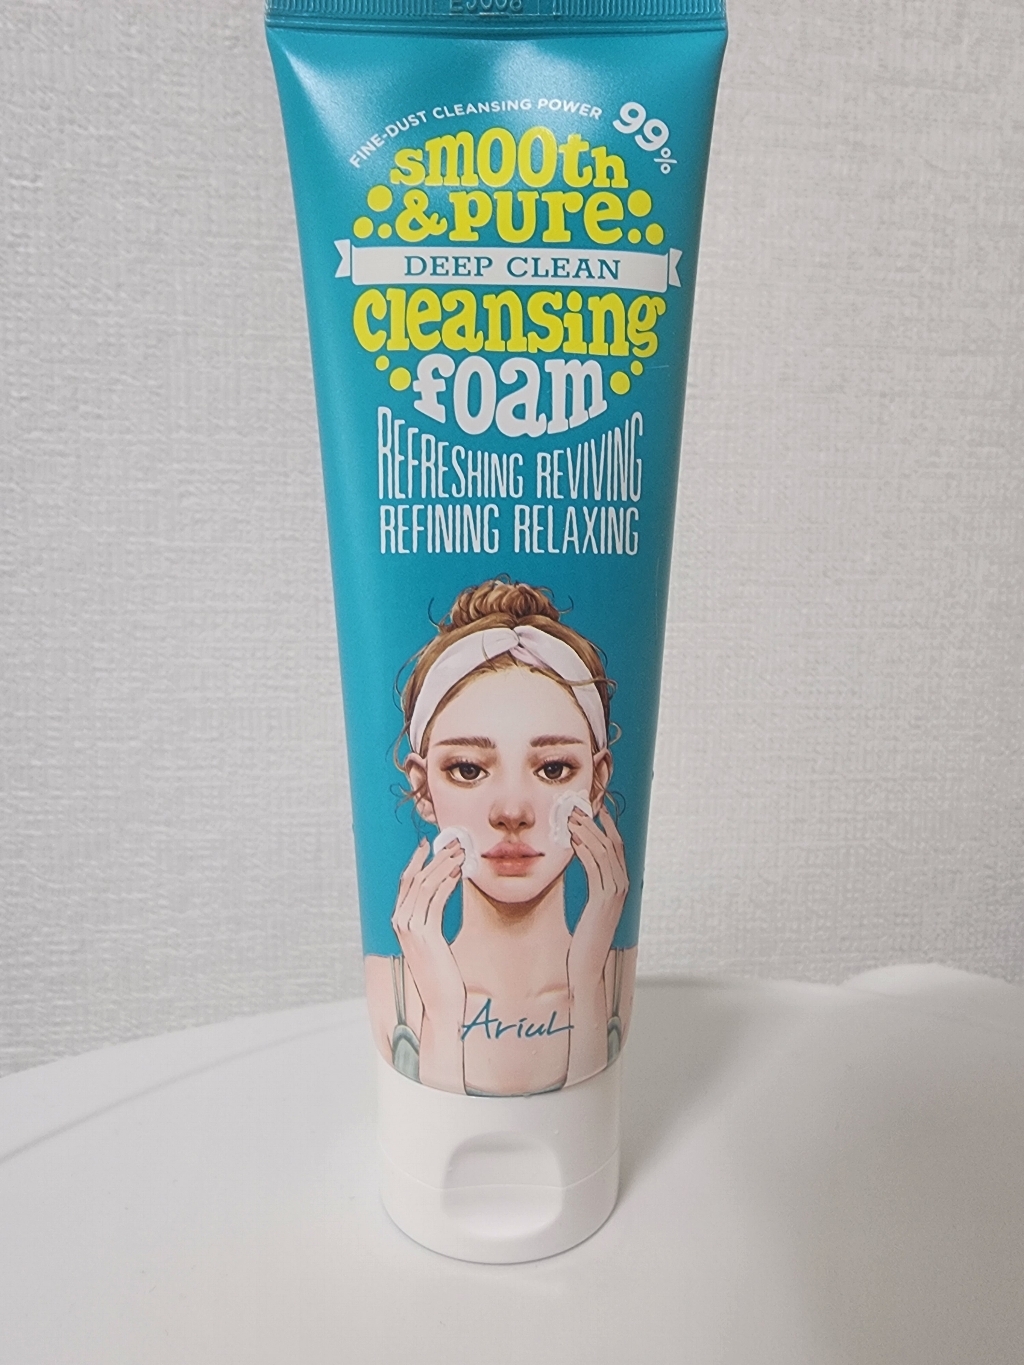 FINE-DUST CLEANSING POWER 99%
smooth
&pure
DEEP CLEAN
cleansing
foam
REFRESHING REVIVING
REFINING RELAXING
Ariul